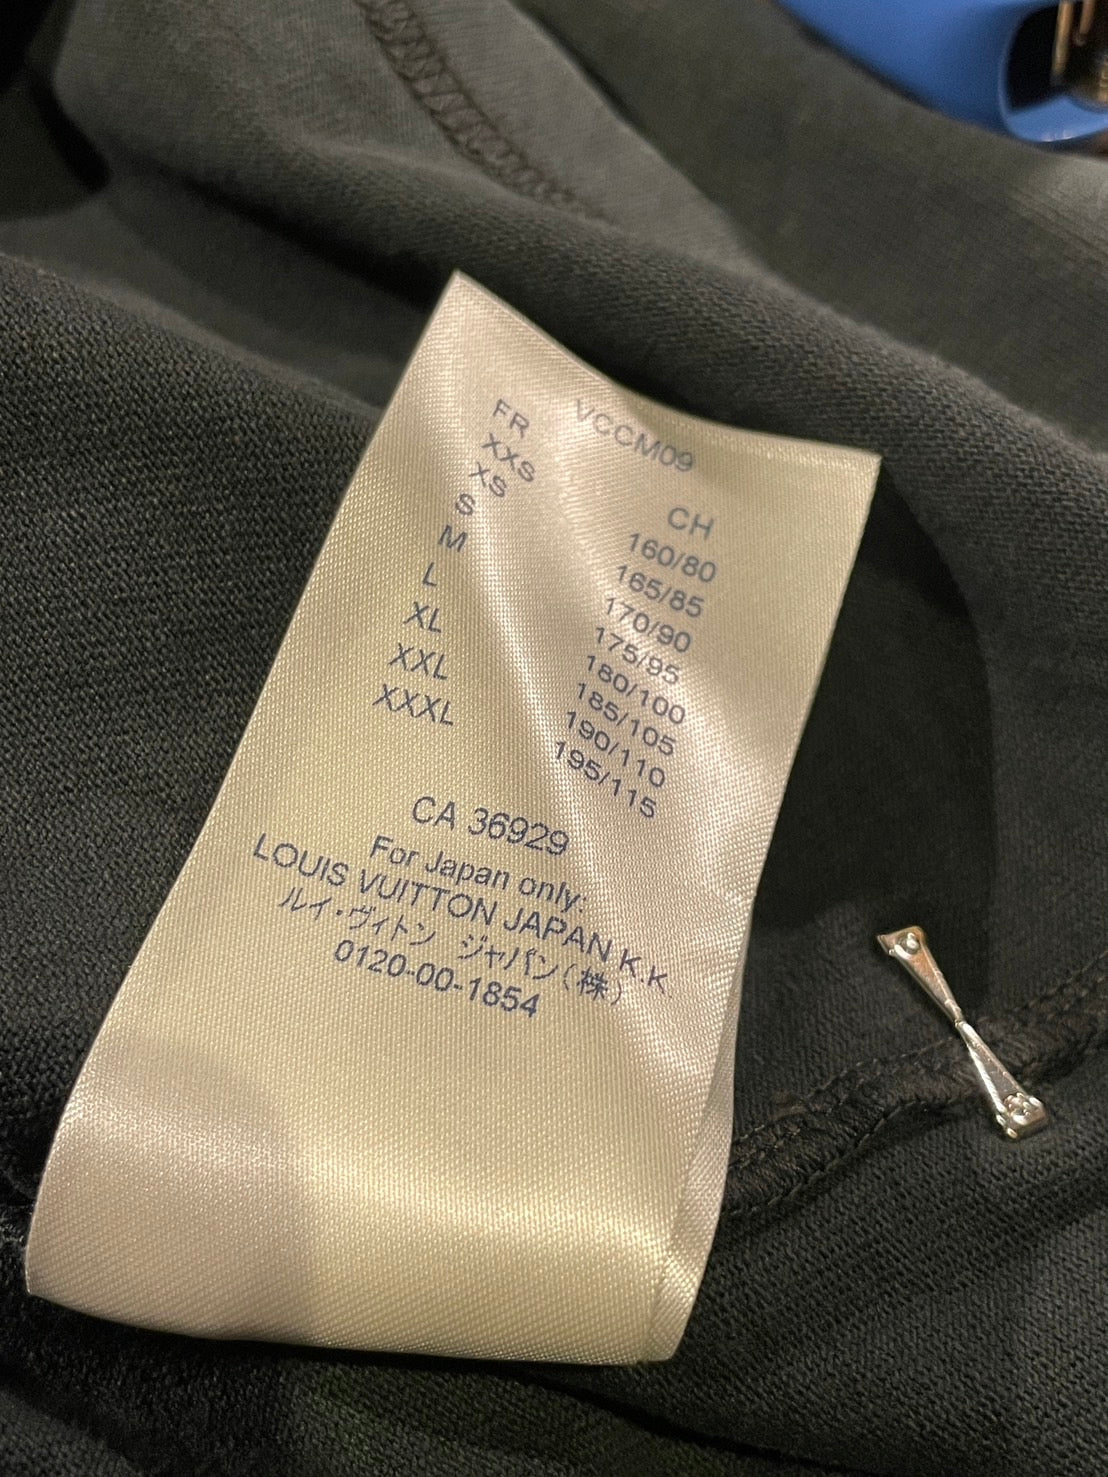 VCCM09
FR CH
XXS 160/80
XS 165/85
S 170/90
M 175/95
L 180/100
XL 185/105
XXL 190/110
XXXL 195/115
CA 36929
For Japan only:
LOUIS VUITTON JAPAN K.K.
ルイ・ヴィトン ジャパン(株)
0120-00-1854